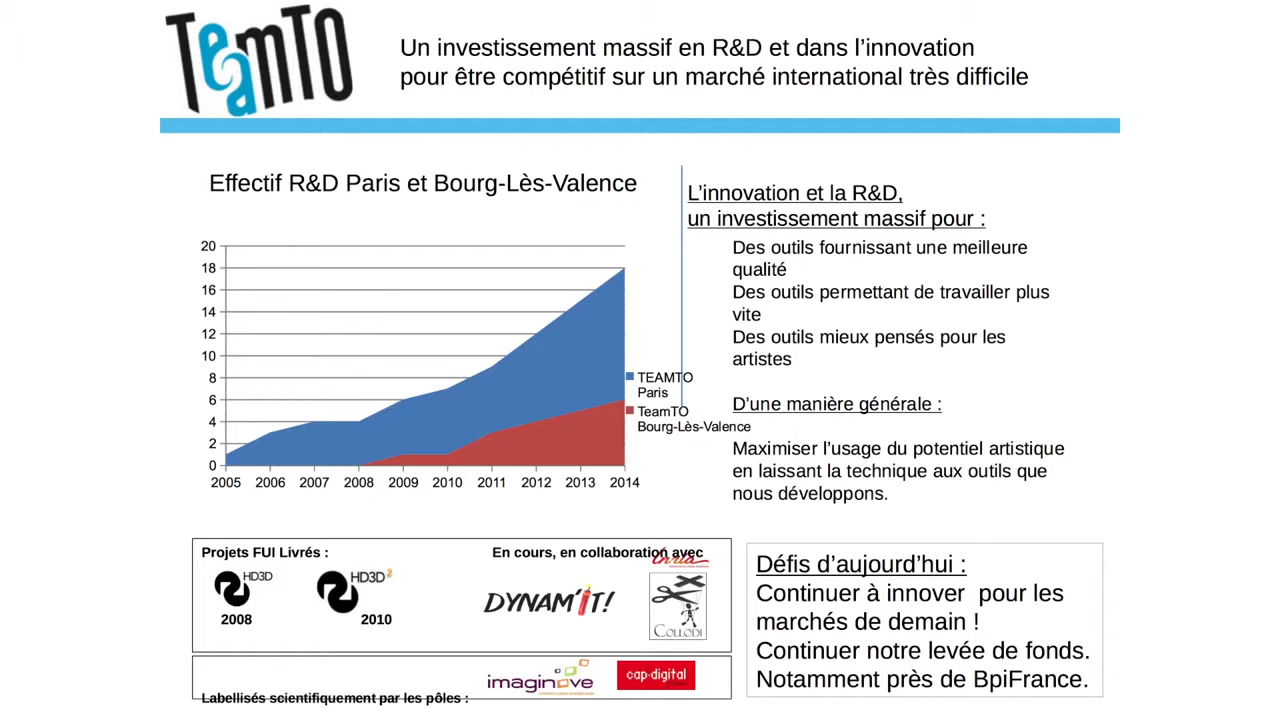 TEAMTO
Un investissement massif en R&D et dans l’innovation
pour être compétitif sur un marché international très difficile
Effectif R&D Paris et Bourg-Lès-Valence
20
18
16
14
12
10
8
6
4
2
0
2005 2006 2007 2008 2009 2010 2011 2012 2013 2014
TEAMTO
Paris
TeamTO
Bourg-Lès-Valence
L’innovation et la R&D,
un investissement massif pour :
Des outils fournissant une meilleure
qualité
Des outils permettant de travailler plus
vite
Des outils mieux pensés pour les
artistes
D’une manière générale :
Maximiser l’usage du potentiel artistique
en laissant la technique aux outils que
nous développons.
Projets FUI Livrés :
HD3D
2008
HD3D2
2010
En cours, en collaboration avec
Inria
DYNAM'IT!
COLLODI
imaginove
cap-digital
Labellisés scientifiquement par les pôles :
Défis d’aujourd’hui :
Continuer à innover  pour les
marchés de demain !
Continuer notre levée de fonds.
Notamment près de BpiFrance.